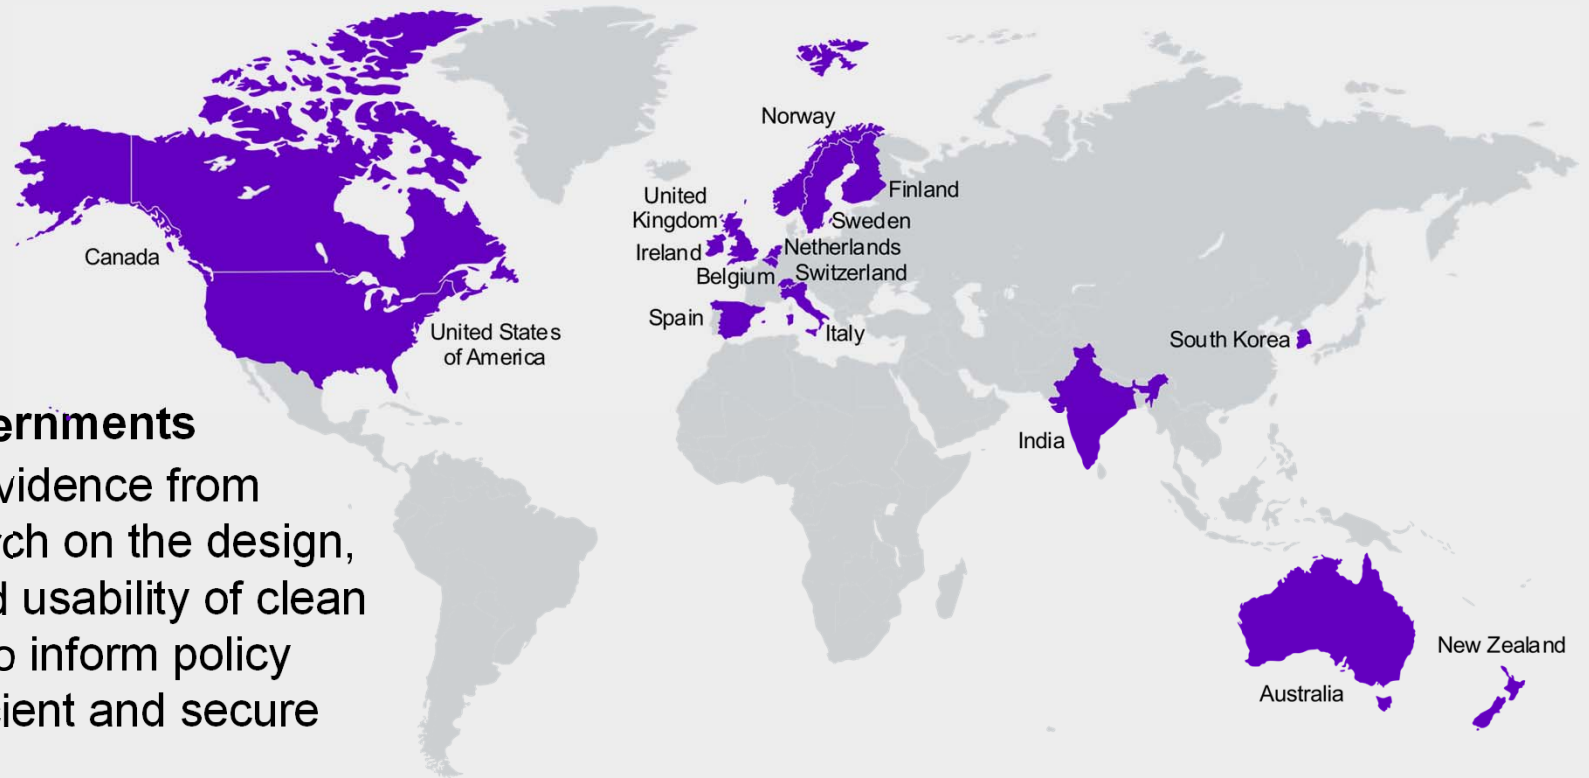 Norway
Finland
United
Kingdom
Sweden
Ireland
Netherlands
Belgium
Switzerland
Canada
Spain
Italy
United States
of America
South Korea
India
ernments
vidence from
ch on the design,
usability of clean
inform policy
cient and secure
New Zealand
Australia